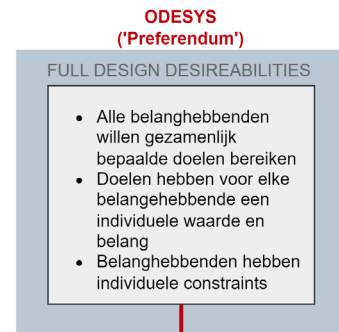 ODESYS
('Preferendum')
FULL DESIGN DESIREABILITIES
• Alle belanghebbenden
willen gezamenlijk
bepaalde doelen bereiken
• Doelen hebben voor elke
belangehebbende een
individuele waarde en
belang
• Belanghebbenden hebben
individuele constraints